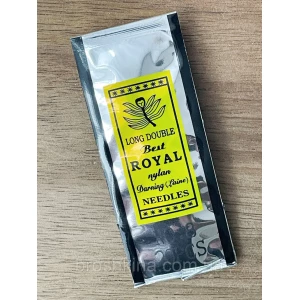 LONG DOUBLE
Best
ROYAL
nylan
Darning (Laine)
NEEDLES
S